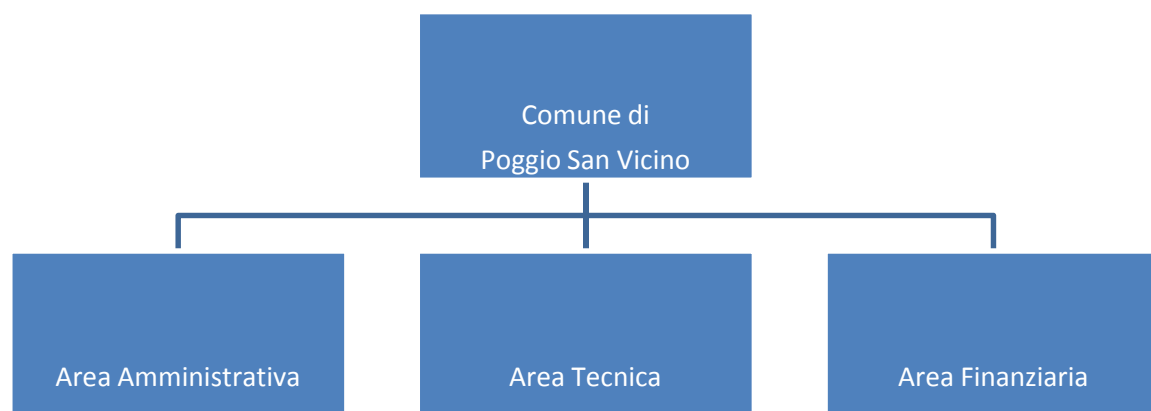 Comune di
Poggio San Vicino
Area Amministrativa
Area Tecnica
Area Finanziaria